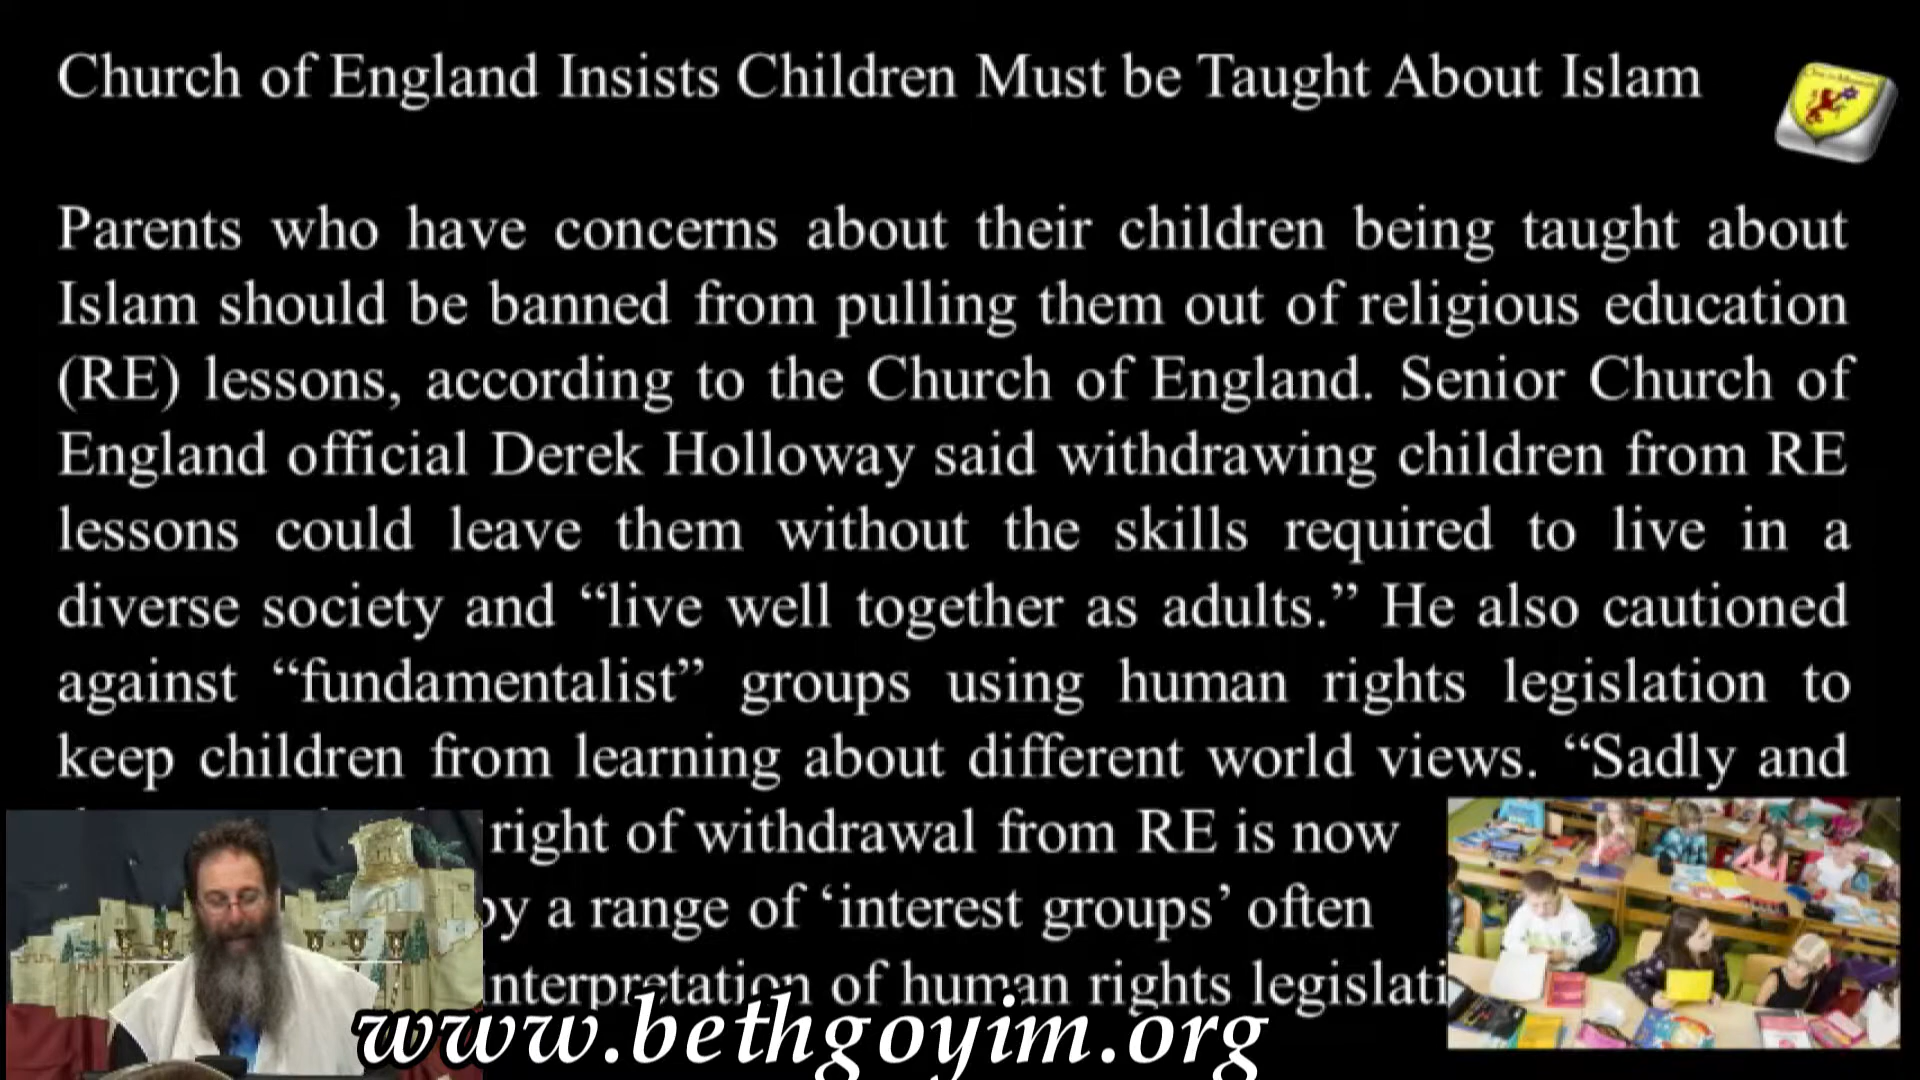 Church of England Insists Children Must be Taught About Islam
Parents who have concerns about their children being taught about
Islam should be banned from pulling them out of religious education
(RE) lessons, according to the Church of England. Senior Church of
England official Derek Holloway said withdrawing children from RE
lessons could leave them without the skills required to live in a
diverse society and “live well together as adults.” He also cautioned
against “fundamentalist” groups using human rights legislation to
keep children from learning about different world views. “Sadly and
right of withdrawal from RE is now
by a range of ‘interest groups’ often
nterpretation of human rights legislati
www.bethgoyim.org